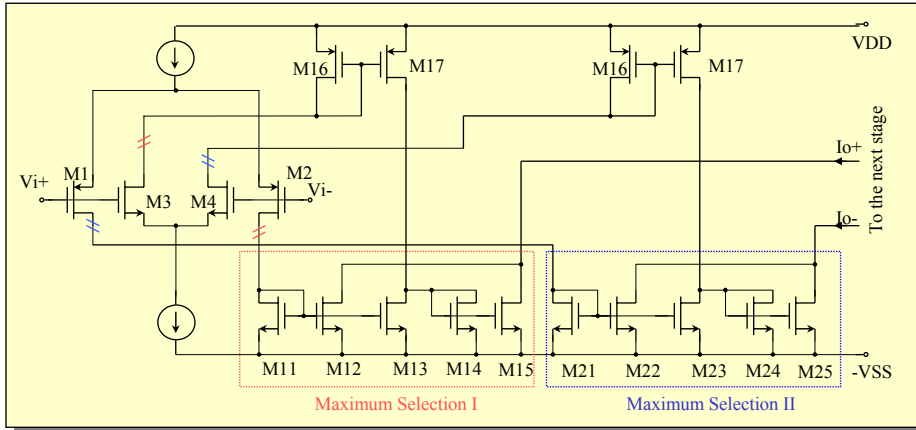 VDD
M16
M17
M16
M17
Io+
To the next stage
M1
M2
Vi+
M3
M4
Vi-
Io-
M11
M12
M13
M14
M15
M21
M22
M23
M24
M25
-VSS
Maximum Selection I
Maximum Selection II